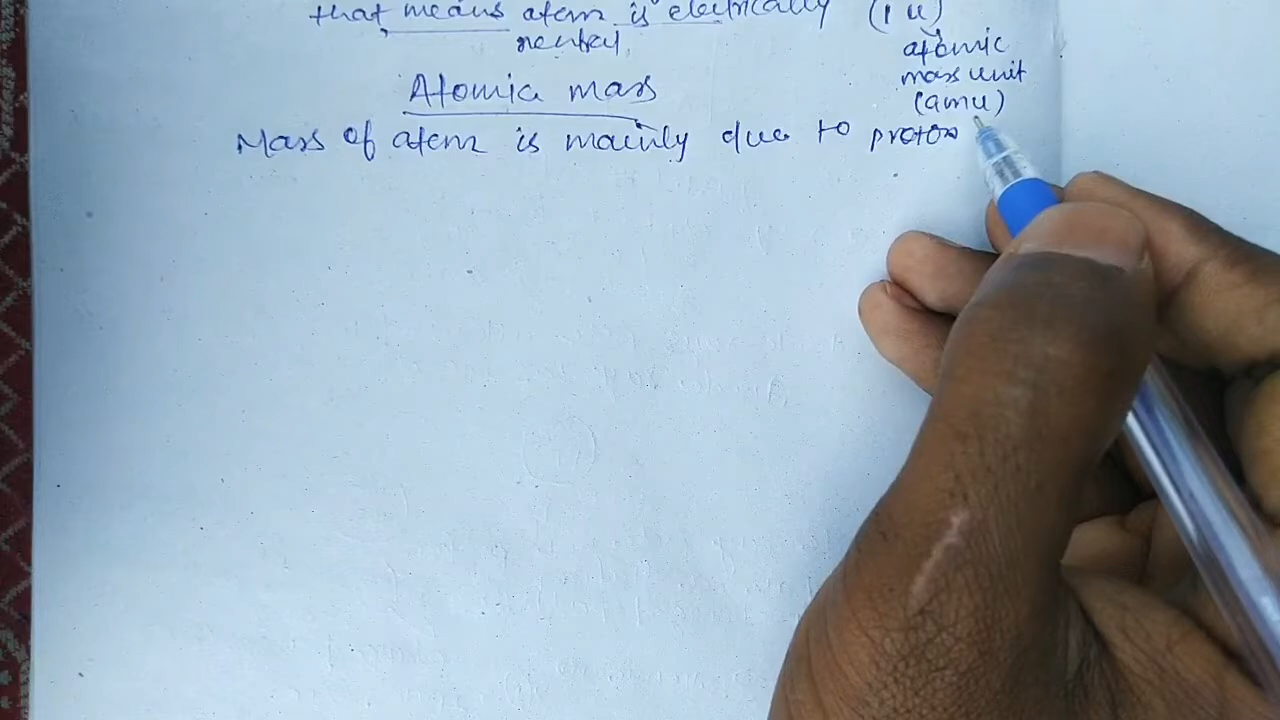 that means atom is electrically (1 u)
neutral
atomic
mass unit
(amu)
Atomic mass
Mass of atom is mainly due to proton